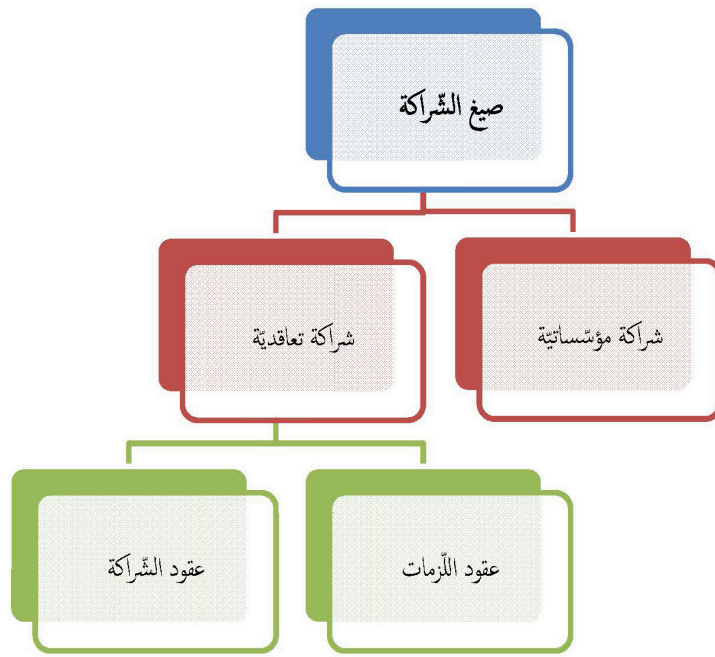 صيغ الشّراكة
شراكة مؤسّساتيّة
شراكة تعاقديّة
عقود اللّزمات
عقود الشّراكة